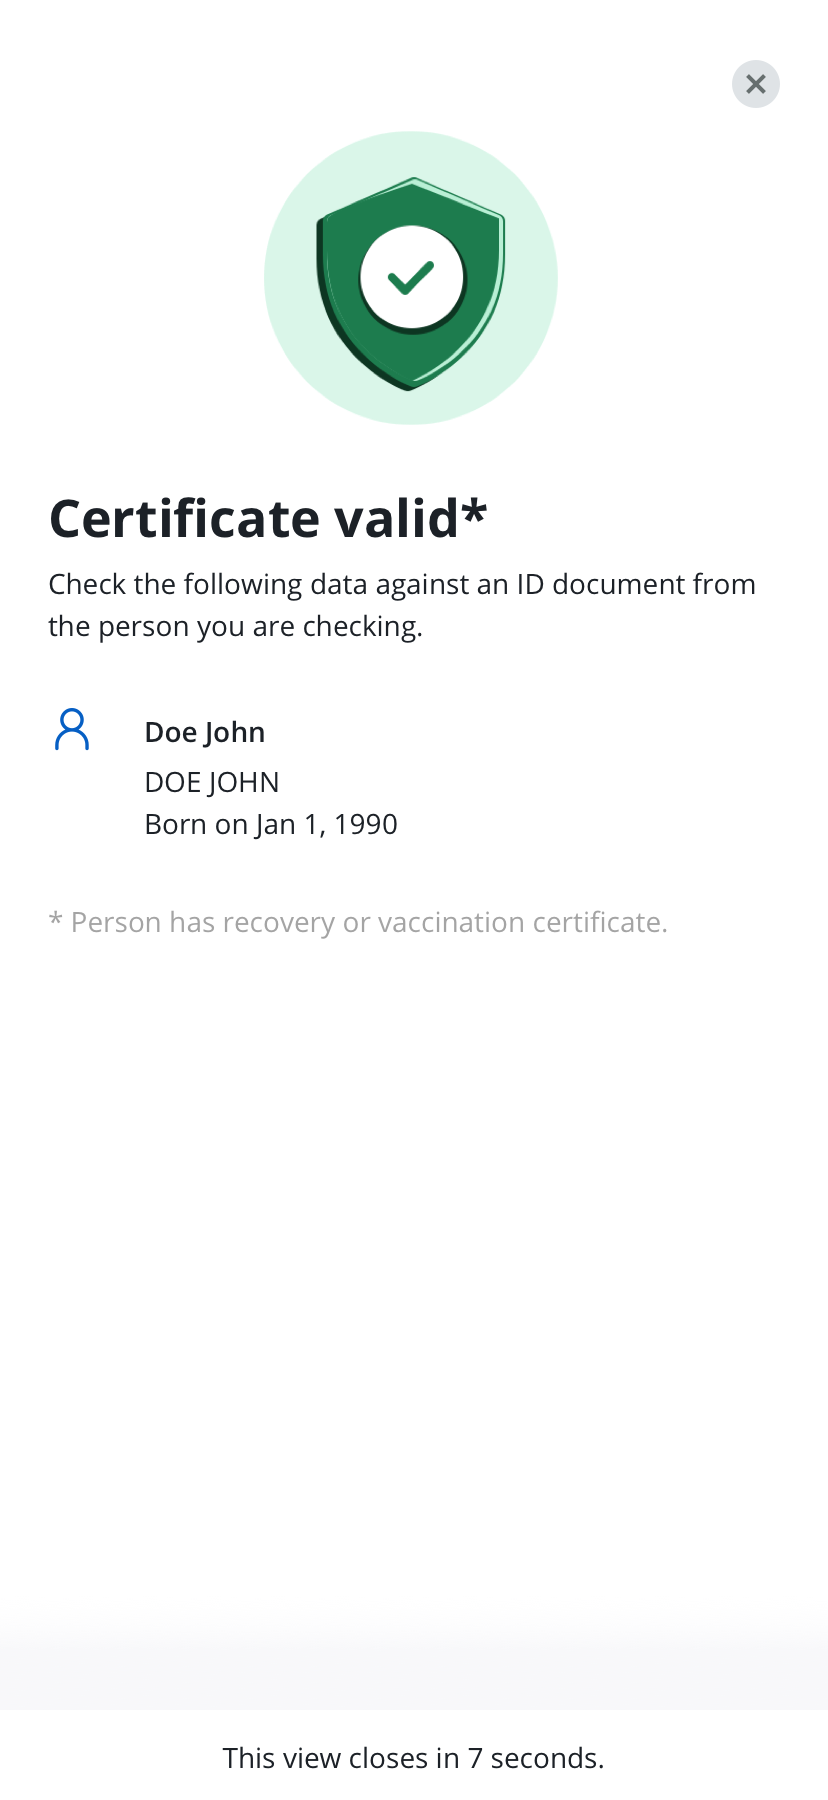 Certificate valid*
Check the following data against an ID document from
the person you are checking.
Doe John
DOE JOHN
Born on Jan 1, 1990
* Person has recovery or vaccination certificate.
This view closes in 7 seconds.